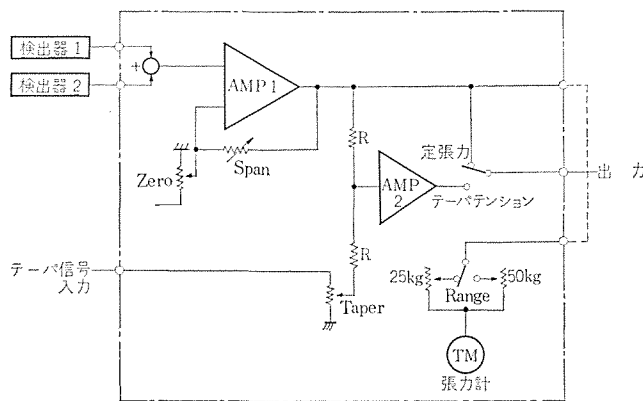 検出器1
検出器2
+
AMP1
Span
Zero
R
AMP
2
定張力
テーパテンション
出 力
R
テーパ信号
入力
Taper
25kg
50kg
Range
TM
張力計